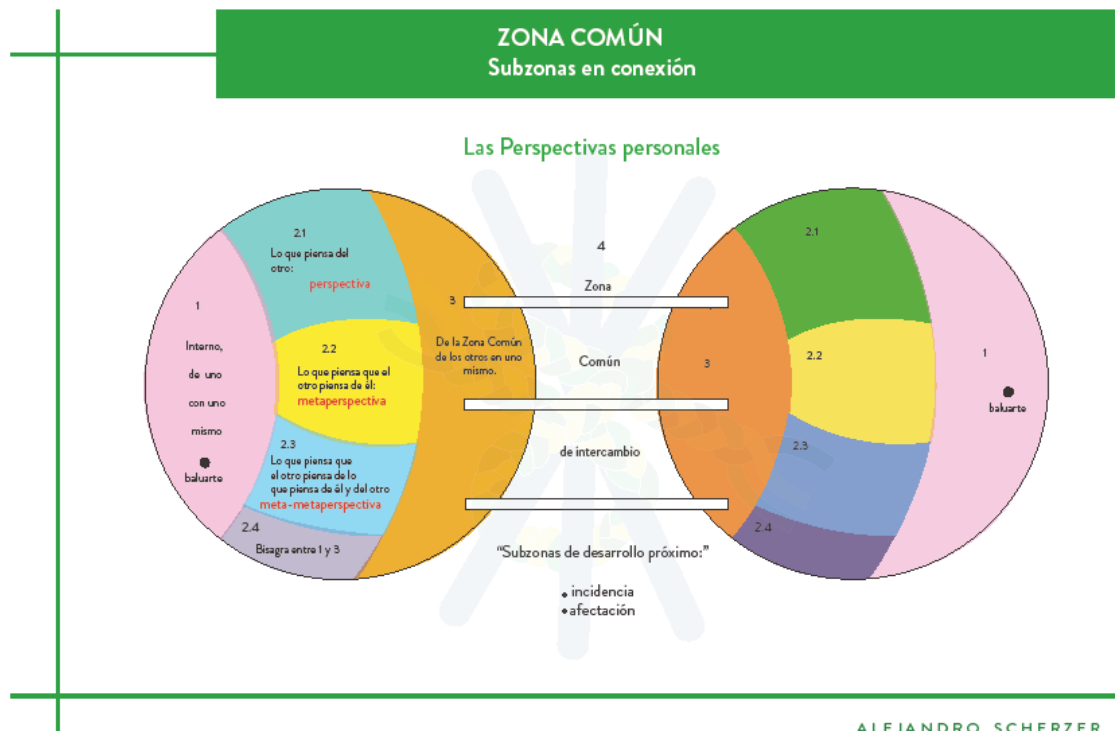 ZONA COMÚN
Subzonas en conexión
Las Perspectivas personales
1
Interno,
de uno
con uno
mismo
baluarte
2.1
Lo que piensa del
otro:
perspectiva
2.2
Lo que piensa que el
otro piensa de él:
metaperspectiva
2.3
Lo que piensa que
el otro piensa de lo
que piensa de él y del otro
meta-metaperspectiva
2.4
Bisagra entre 1 y 3
3
De la Zona Común
de los otros en uno
mismo.
4
Zona
Común
de intercambio
"Subzonas de desarrollo próximo:"
• incidencia
• afectación
3
2.1
2.2
2.3
2.4
1
baluarte
ALEJANDRO SCHERZER